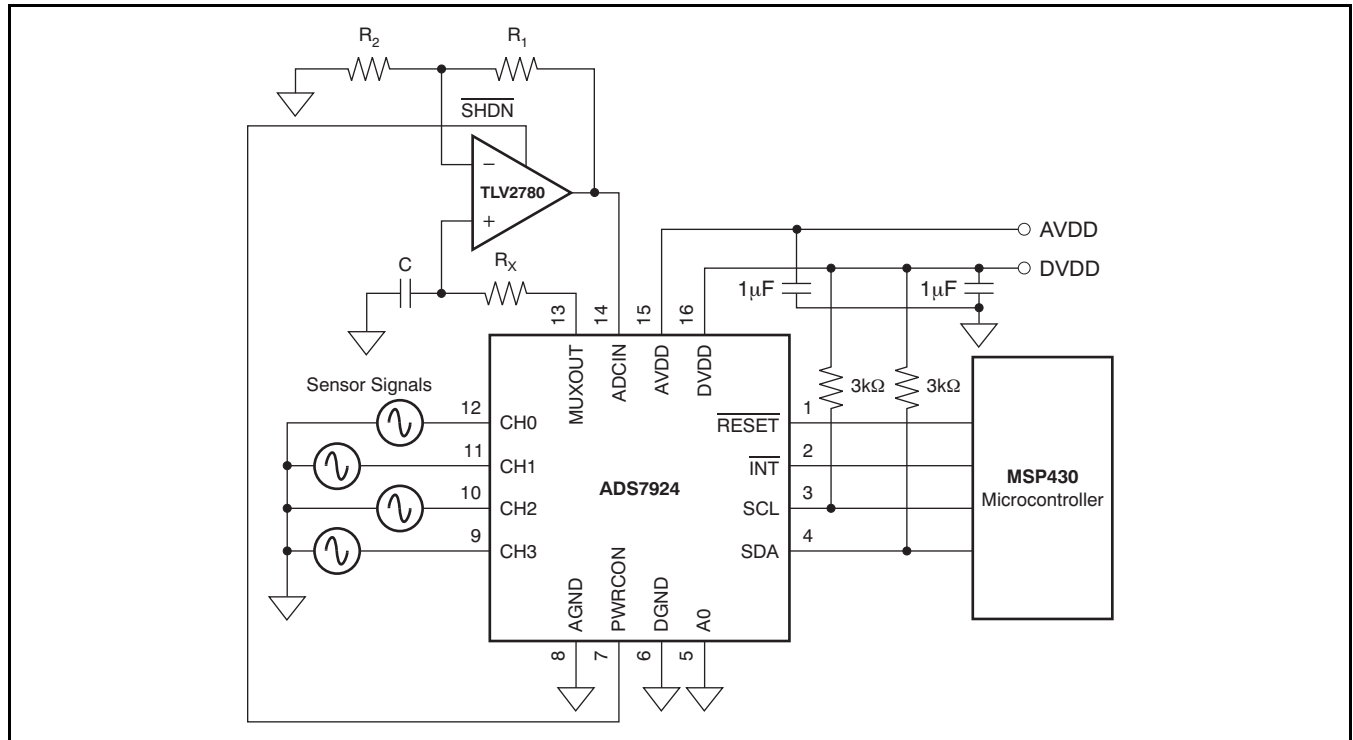 R2
R1
SHDN
−
TLV2780
+
AVDD
DVDD
C
RX
1μF
1μF
13
14
15
16
MUXOUT
ADCIN
AVDD
DVDD
3kΩ
3kΩ
Sensor Signals
12
CH0
11
CH1
10
CH2
9
CH3
ADS7924
RESET
1
INT
2
SCL
3
SDA
4
MSP430
Microcontroller
AGND
PWRCON
DGND
A0
8
7
6
5